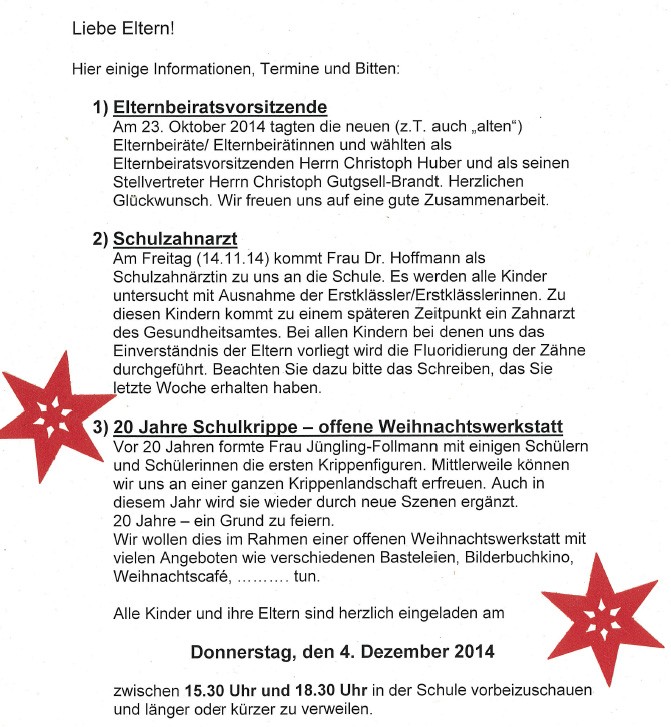 Liebe Eltern!
Hier einige Informationen, Termine und Bitten:
1) Elternbeiratsvorsitzende
Am 23. Oktober 2014 tagten die neuen (z.T. auch „alten“)
Elternbeiräte/ Elternbeirätinnen und wählten als
Elternbeiratsvorsitzenden Herrn Christoph Huber und als seinen
Stellvertreter Herrn Christoph Gutgsell-Brandt. Herzlichen
Glückwunsch. Wir freuen uns auf eine gute Zusammenarbeit.
2) Schulzahnarzt
Am Freitag (14.11.14) kommt Frau Dr. Hoffmann als
Schulzahnärztin zu uns an die Schule. Es werden alle Kinder
untersucht mit Ausnahme der Erstklässler/Erstklässlerinnen. Zu
diesen Kindern kommt zu einem späteren Zeitpunkt ein Zahnarzt
des Gesundheitsamtes. Bei allen Kindern bei denen uns das
Einverständnis der Eltern vorliegt wird die Fluoridierung der Zähne
durchgeführt. Beachten Sie dazu bitte das Schreiben, das Sie
letzte Woche erhalten haben.
3) 20 Jahre Schulkrippe – offene Weihnachtswerkstatt
Vor 20 Jahren formte Frau Jüngling-Follmann mit einigen Schülern
und Schülerinnen die ersten Krippenfiguren. Mittlerweile können
wir uns an einer ganzen Krippenlandschaft erfreuen. Auch in
diesem Jahr wird sie wieder durch neue Szenen ergänzt.
20 Jahre – ein Grund zu feiern.
Wir wollen dies im Rahmen einer offenen Weihnachtswerkstatt mit
vielen Angeboten wie verschiedenen Basteleien, Bilderbuchkino,
Weihnachtscafé, ………. tun.
Alle Kinder und ihre Eltern sind herzlich eingeladen am
Donnerstag, den 4. Dezember 2014
zwischen 15.30 Uhr und 18.30 Uhr in der Schule vorbeizuschauen
und länger oder kürzer zu verweilen.